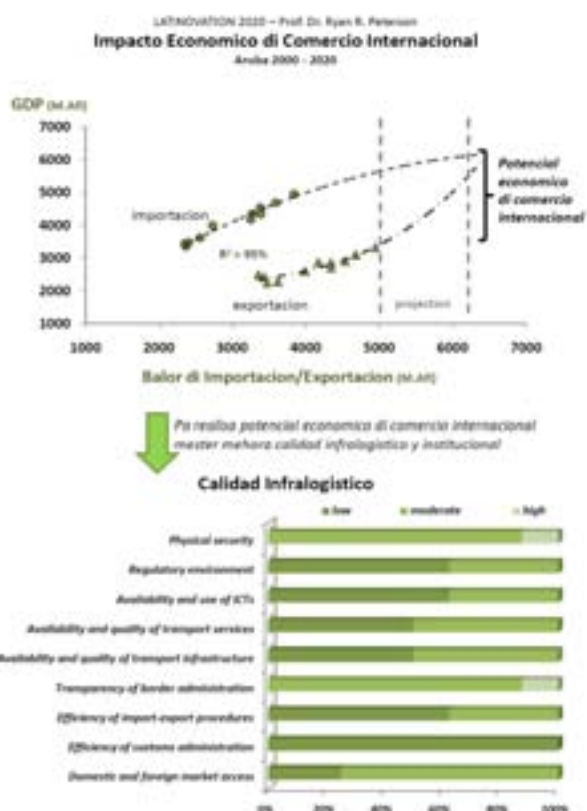 LATINOVATION 2020 – Prof. Dr. Ryan R. Peterson
Impacto Economico di Comercio Internacional
Aruba 2000 - 2020
GDP (M.Afl)
7000
6000
5000
4000
3000
2000
1000
importacion
R² > 95%
exportacion
projection
Potencial
economico
di comercio
internacional
1000 2000 3000 4000 5000 6000 7000
Balor di Importacion/Exportacion (M.Afl)
Pa realisa potencial economico di comercio internacional
mester mehora calidad infralogistico y institucional
Calidad Infralogistico
low moderate high
Physical security
Regulatory environment
Availability and use of ICTs
Availability and quality of transport services
Availability and quality of transport infrastructure
Transparency of border administration
Efficiency of import-export procedures
Efficiency of customs administration
Domestic and foreign market access
0% 20% 40% 60% 80% 100%